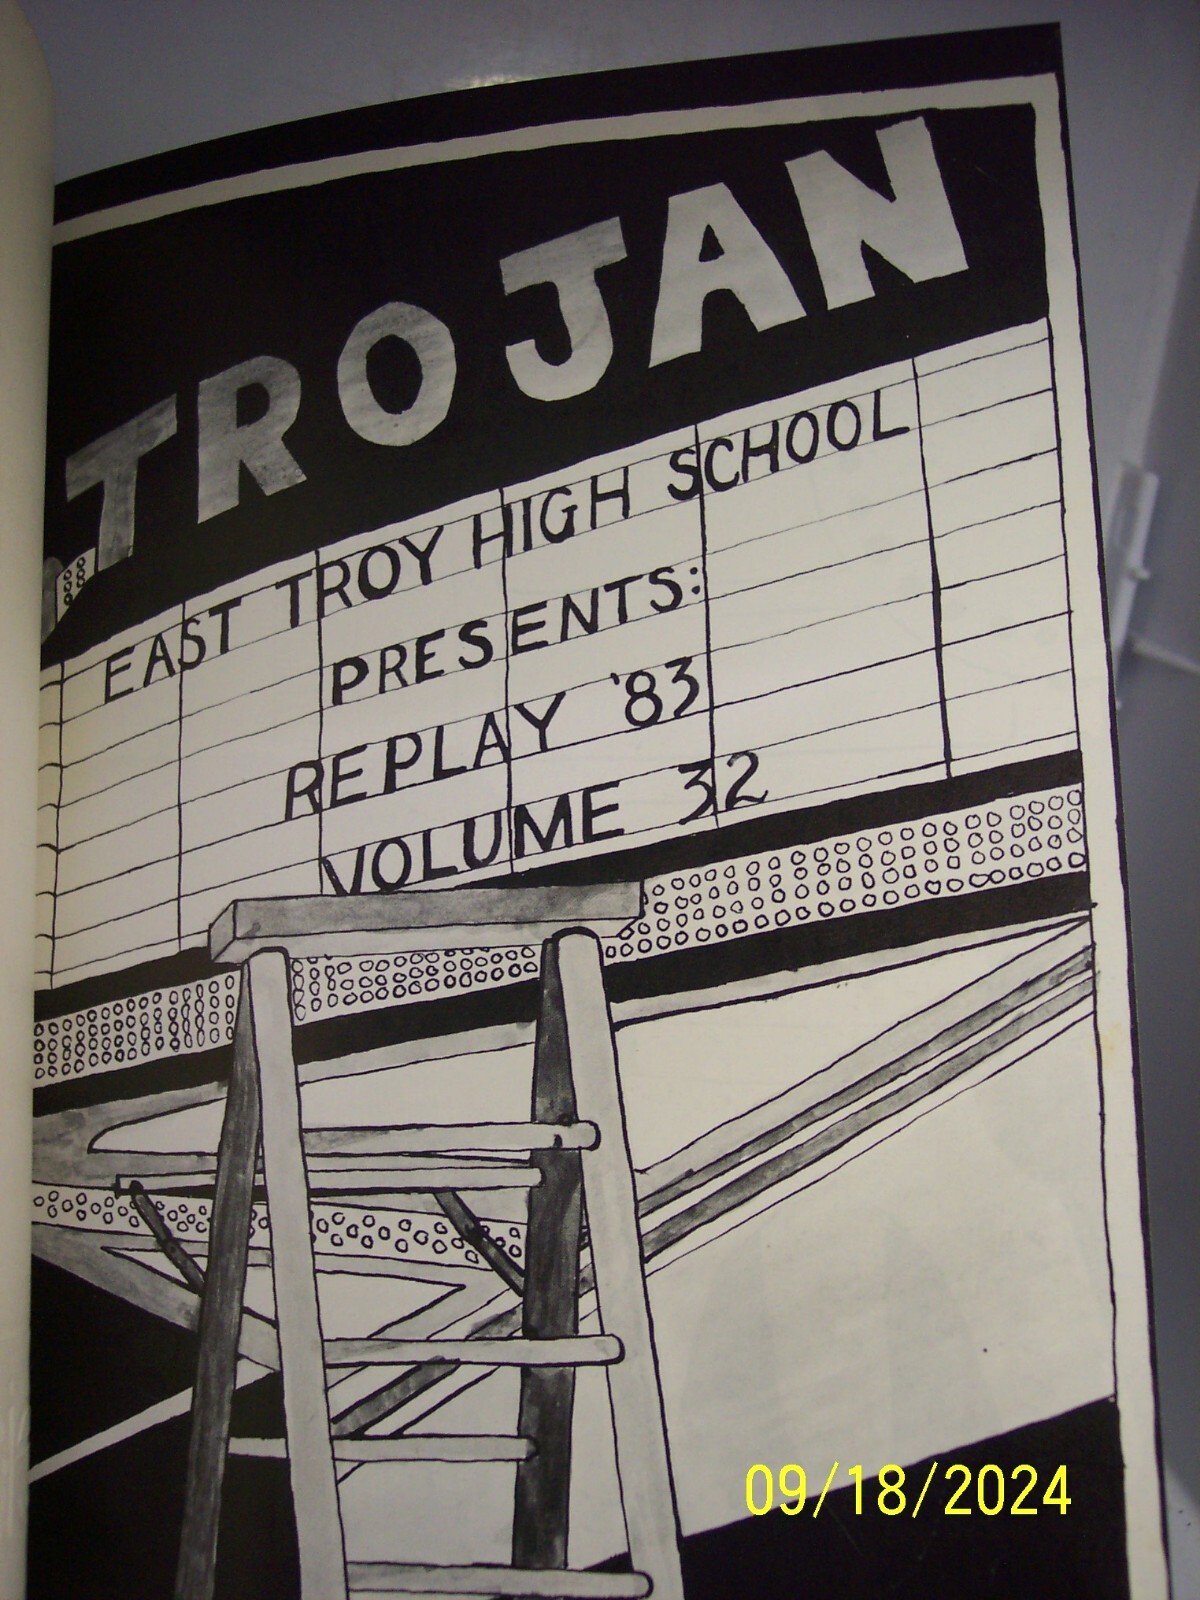 TROJAN
EAST TROY HIGH SCHOOL
PRESENTS:
REPLAY '83
VOLUME 32
09/18/2024